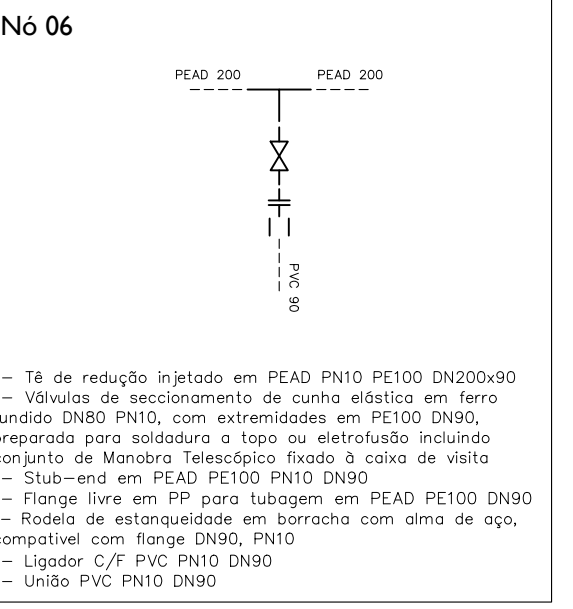 Nó 06
PEAD 200
PEAD 200
PVC 90
– Tê de redução injetado em PEAD PN10 PE100 DN200x90
– Válvulas de seccionamento de cunha elástica em ferro
undido DN80 PN10, com extremidades em PE100 DN90,
preparada para soldadura a topo ou eletrofusão incluindo
conjunto de Manobra Telescópico fixado à caixa de visita
– Stub–end em PEAD PE100 PN10 DN90
– Flange livre em PP para tubagem em PEAD PE100 DN90
– Rodela de estanqueidade em borracha com alma de aço,
compativel com flange DN90, PN10
– Ligador C/F PVC PN10 DN90
– União PVC PN10 DN90